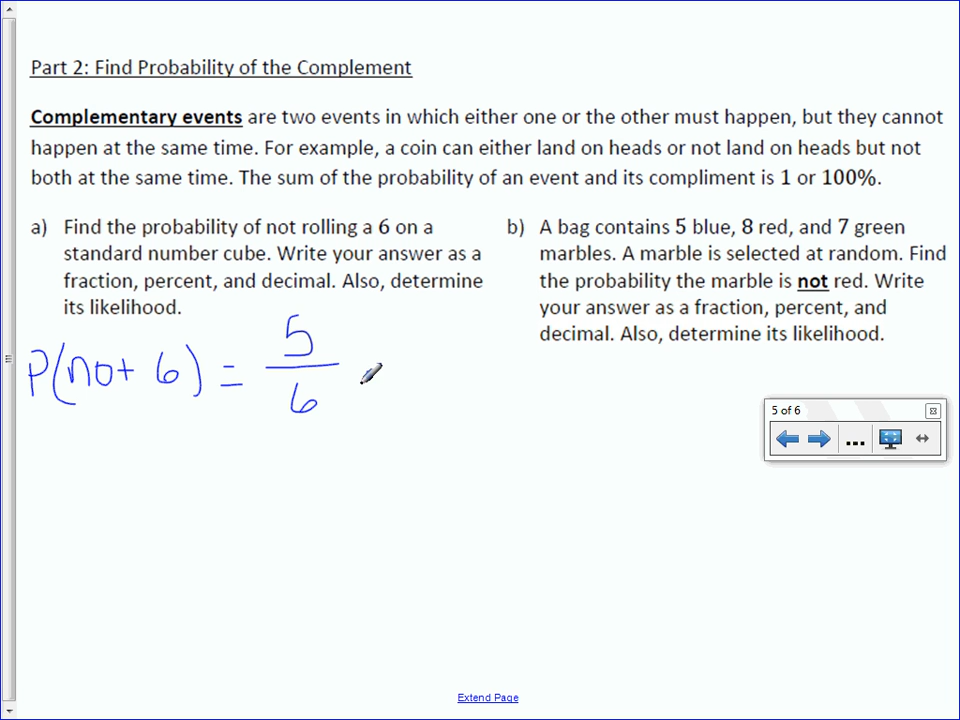 Part 2: Find Probability of the Complement
Complementary events are two events in which either one or the other must happen, but they cannot
happen at the same time. For example, a coin can either land on heads or not land on heads but not
both at the same time. The sum of the probability of an event and its compliment is 1 or 100%.
a) Find the probability of not rolling a 6 on a
standard number cube. Write your answer as a
fraction, percent, and decimal. Also, determine
its likelihood.
P(not 6) = 5/6
b) A bag contains 5 blue, 8 red, and 7 green
marbles. A marble is selected at random. Find
the probability the marble is not red. Write
your answer as a fraction, percent, and
decimal. Also, determine its likelihood.
5 of 6
...
Extend Page